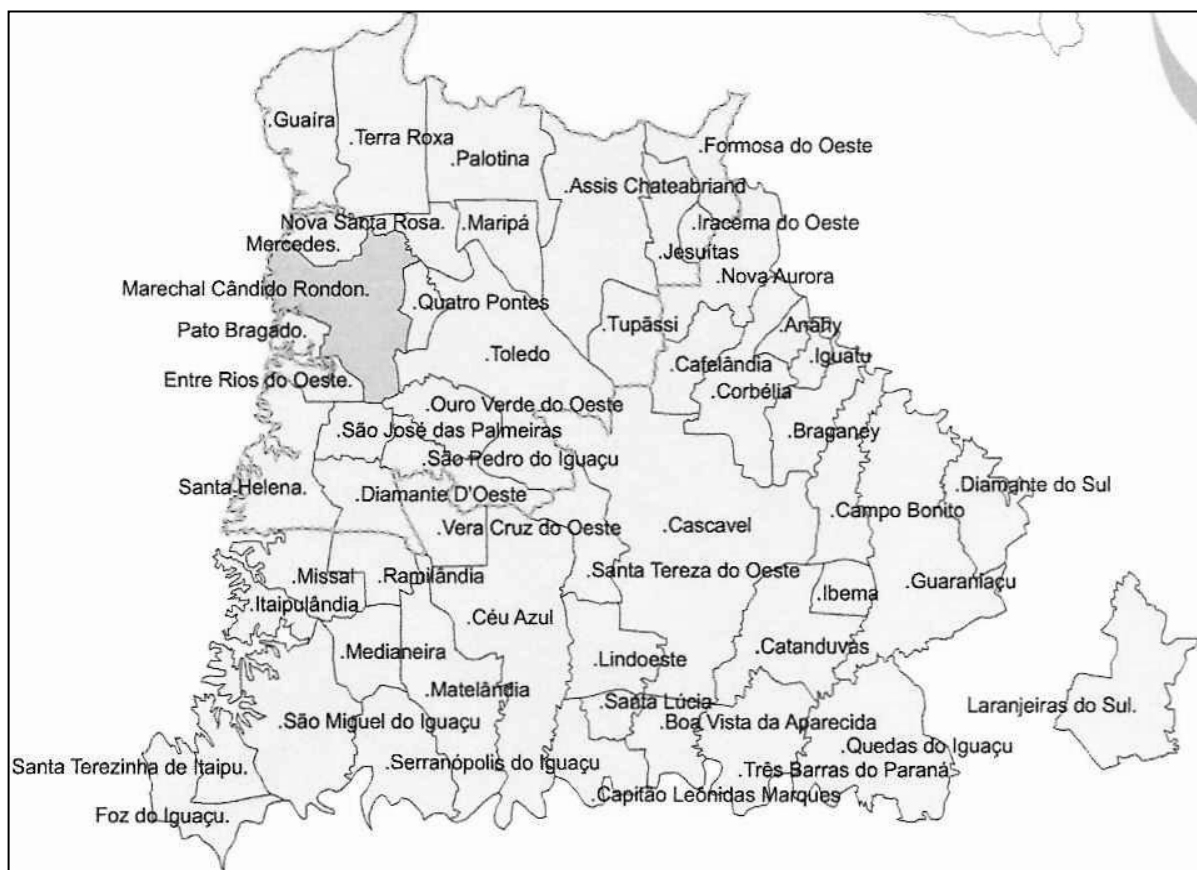 .Guaíra
.Terra Roxa
.Palotina
.Formosa do Oeste
.Assis Chateabriand
Nova Santa Rosa.
.Maripá
.Iracema do Oeste
Mercedes.
.Jesuítas
.Nova Aurora
Marechal Cândido Rondon.
.Quatro Pontes
Pato Bragado.
.Tupãssi
.Anahy
.Toledo
.Cafelândia
.Iguatu
Entre Rios do Oeste.
.Corbélia
.Ouro Verde do Oeste
.São José das Palmeiras
.Braganey
.São Pedro do Iguaçu
Santa Helena.
.Diamante D'Oeste
.Diamante do Sul
.Vera Cruz do Oeste
.Cascavel
.Campo Bonito
.Missal
.Ramilândia
.Santa Tereza do Oeste
.Guaraniaçu
.Itaipulândia
.Ibema
.Céu Azul
.Medianeira
.Lindoeste
.Catanduvas
.Matelândia
.Santa Lúcia
Laranjeiras do Sul.
.São Miguel do Iguaçu
.Boa Vista da Aparecida
.Quedas do Iguaçu
Santa Terezinha de Itaipu.
.Serranópolis do Iguaçu
.Três Barras do Paraná
.Capitão Leônidas Marques
Foz do Iguaçu.